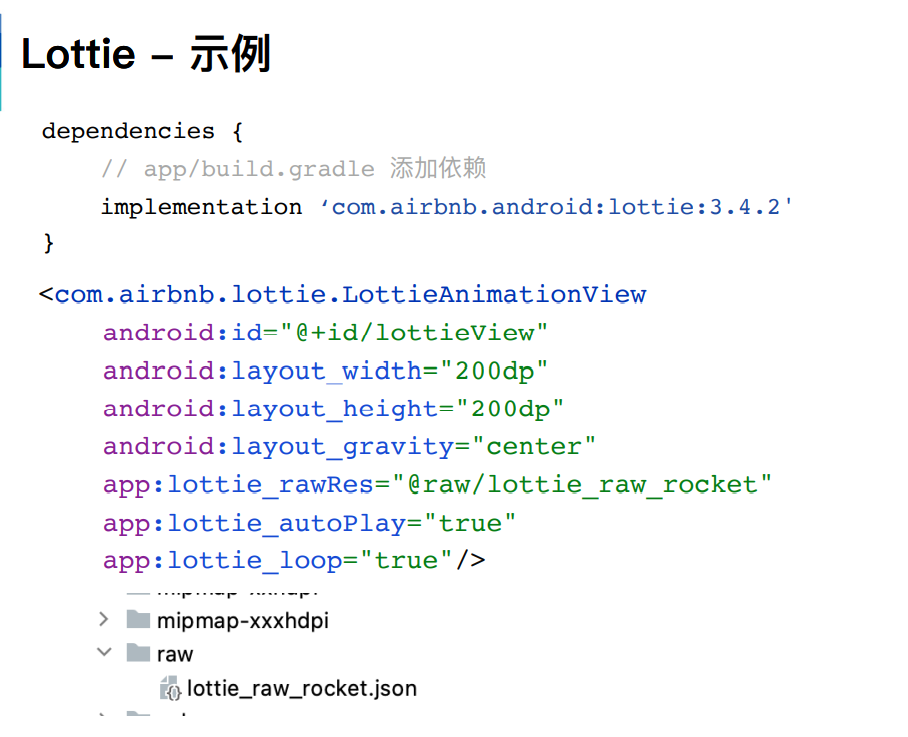 Lottie – 示例
dependencies {
// app/build.gradle 添加依赖
implementation ‘com.airbnb.android:lottie:3.4.2'
}
<com.airbnb.lottie.LottieAnimationView
android:id="@+id/lottieView"
android:layout_width="200dp"
android:layout_height="200dp"
android:layout_gravity="center"
app:lottie_rawRes="@raw/lottie_raw_rocket"
app:lottie_autoPlay="true"
app:lottie_loop="true"/>
mipmap-xxxhdpi
raw
lottie_raw_rocket.json